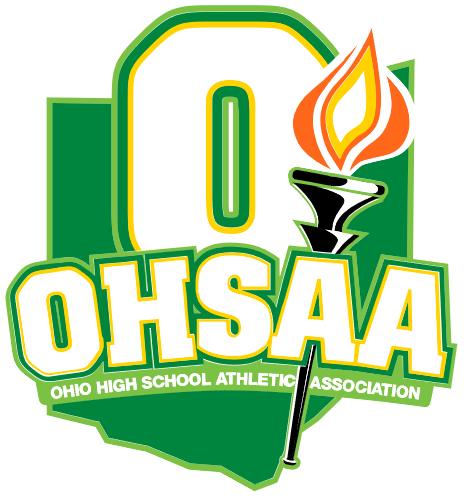 O
OHSAA
OHIO HIGH SCHOOL ATHLETIC ASSOCIATION